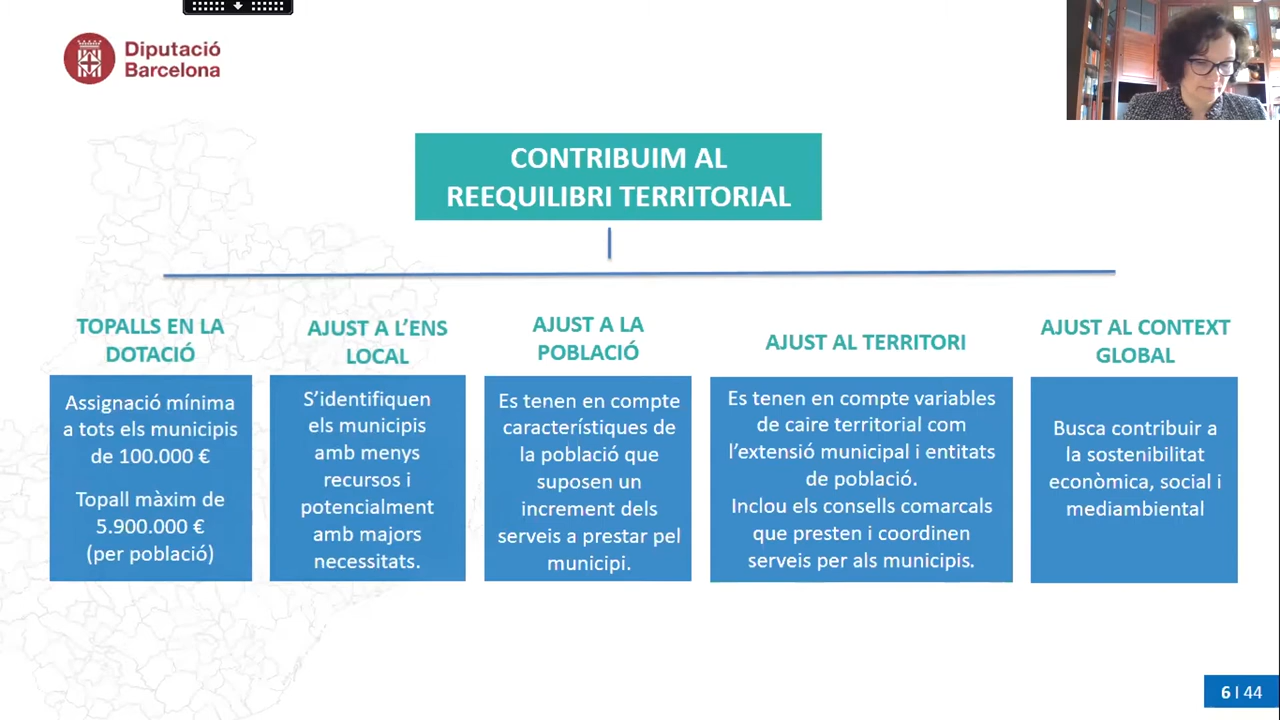 Diputació
Barcelona
CONTRIBUIM AL
REEQUILIBRI TERRITORIAL
TOPALLS EN LA
DOTACIÓ
Assignació mínima
a tots els municipis
de 100.000 €
Topall màxim de
5.900.000 €
(per població)
AJUST A L’ENS
LOCAL
S’identifiquen
els municipis
amb menys
recursos i
potencialment
amb majors
necessitats.
AJUST A LA
POBLACIÓ
Es tenen en compte
característiques de
la població que
suposen un
increment dels
serveis a prestar pel
municipi.
AJUST AL TERRITORI
Es tenen en compte variables
de caire territorial com
l’extensió municipal i entitats
de població.
Inclou els consells comarcals
que presten i coordinen
serveis per als municipis.
AJUST AL CONTEXT
GLOBAL
Busca contribuir a
la sostenibilitat
econòmica, social i
mediambiental
6 I 44